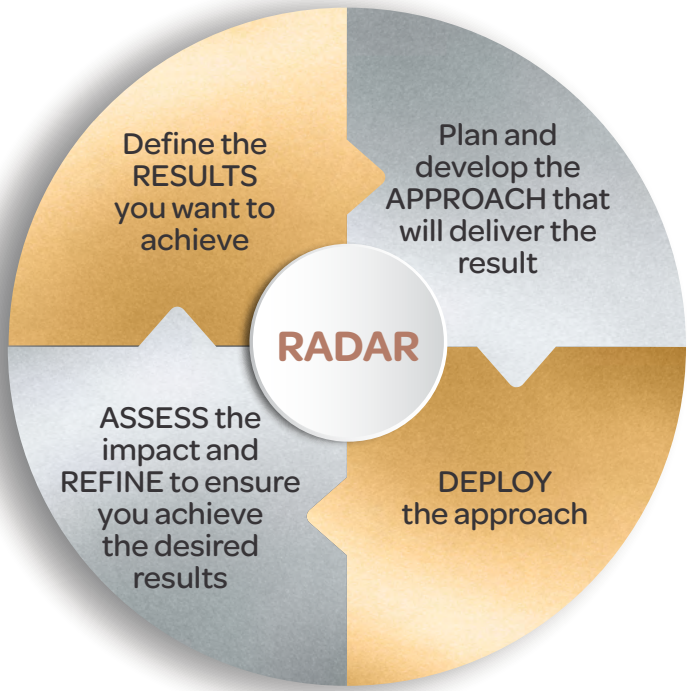 Define the
RESULTS
you want to
achieve
Plan and
develop the
APPROACH that
will deliver the
result
RADAR
ASSESS the
impact and
REFINE to ensure
you achieve
the desired
results
DEPLOY
the approach